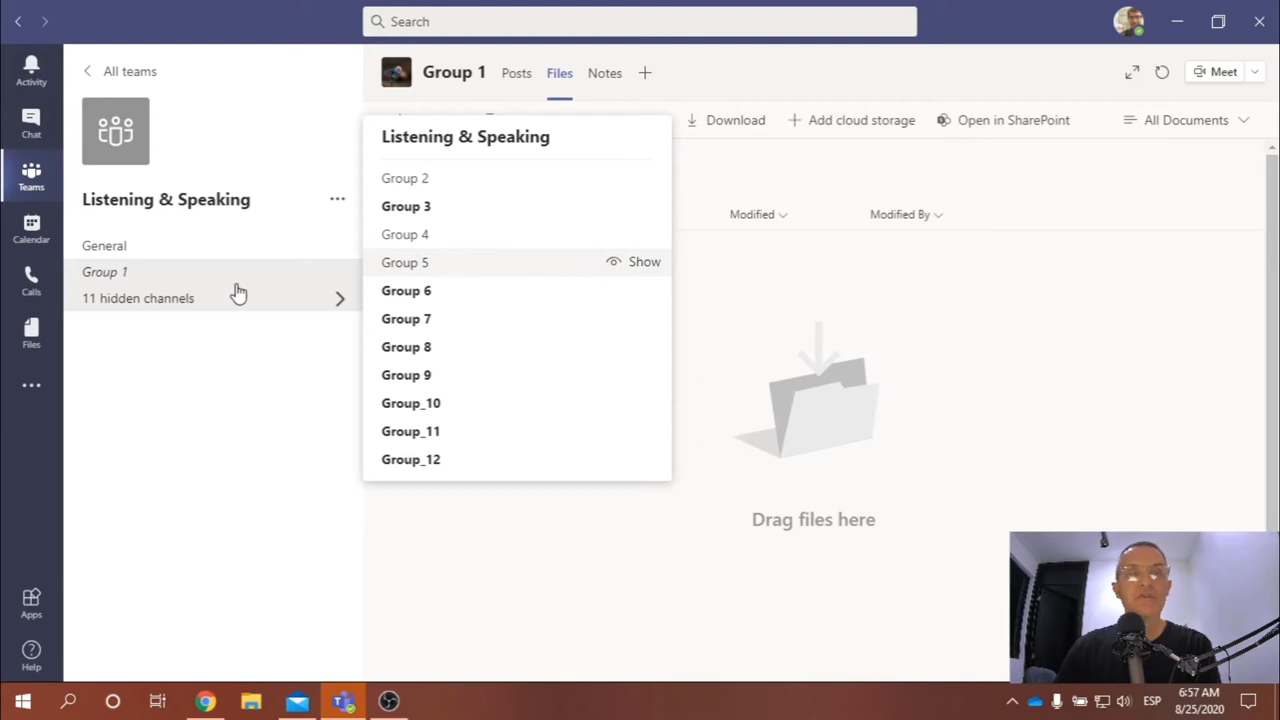 Search
Activity
Chat
Teams
Calendar
Calls
Files
Apps
Help
All teams
Listening & Speaking
General
Group 1
11 hidden channels
Group 1 Posts Files Notes
Meet
Download Add cloud storage Open in SharePoint All Documents
Modified Modified By
Listening & Speaking
Group 2
Group 3
Group 4
Group 5 Show
Group 6
Group 7
Group 8
Group 9
Group_10
Group_11
Group_12
Drag files here
ESP
6:57 AM
8/25/2020